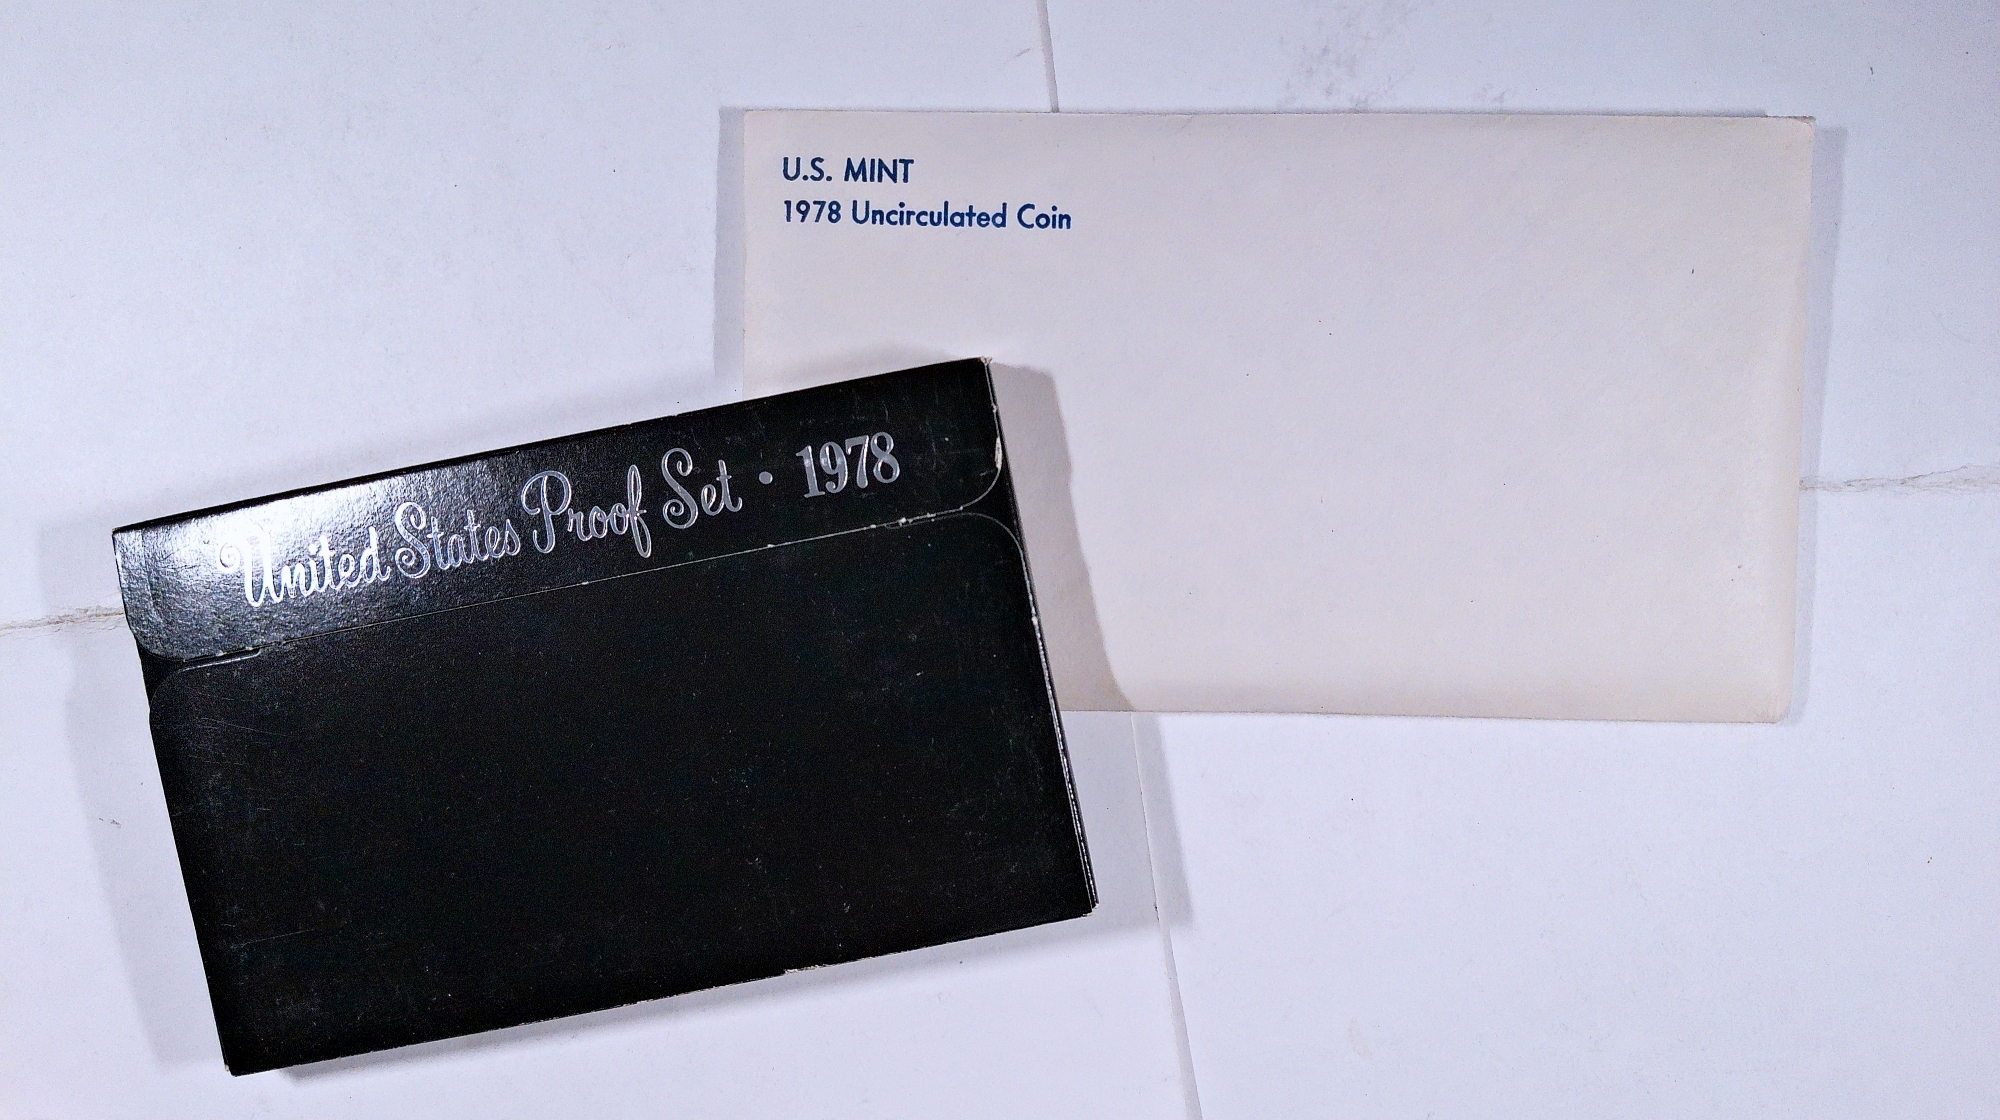 U.S. MINT
1978 Uncirculated Coin
United States Proof Set • 1978